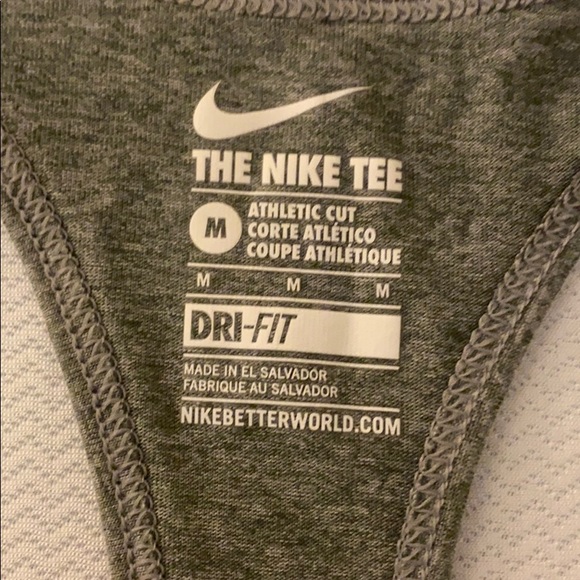 THE NIKE TEE
M
ATHLETIC CUT
CORTE ATLÉTICO
COUPE ATHLÉTIQUE
M M M
DRI-FIT
MADE IN EL SALVADOR
FABRIQUE AU SALVADOR
NIKEBETTERWORLD.COM